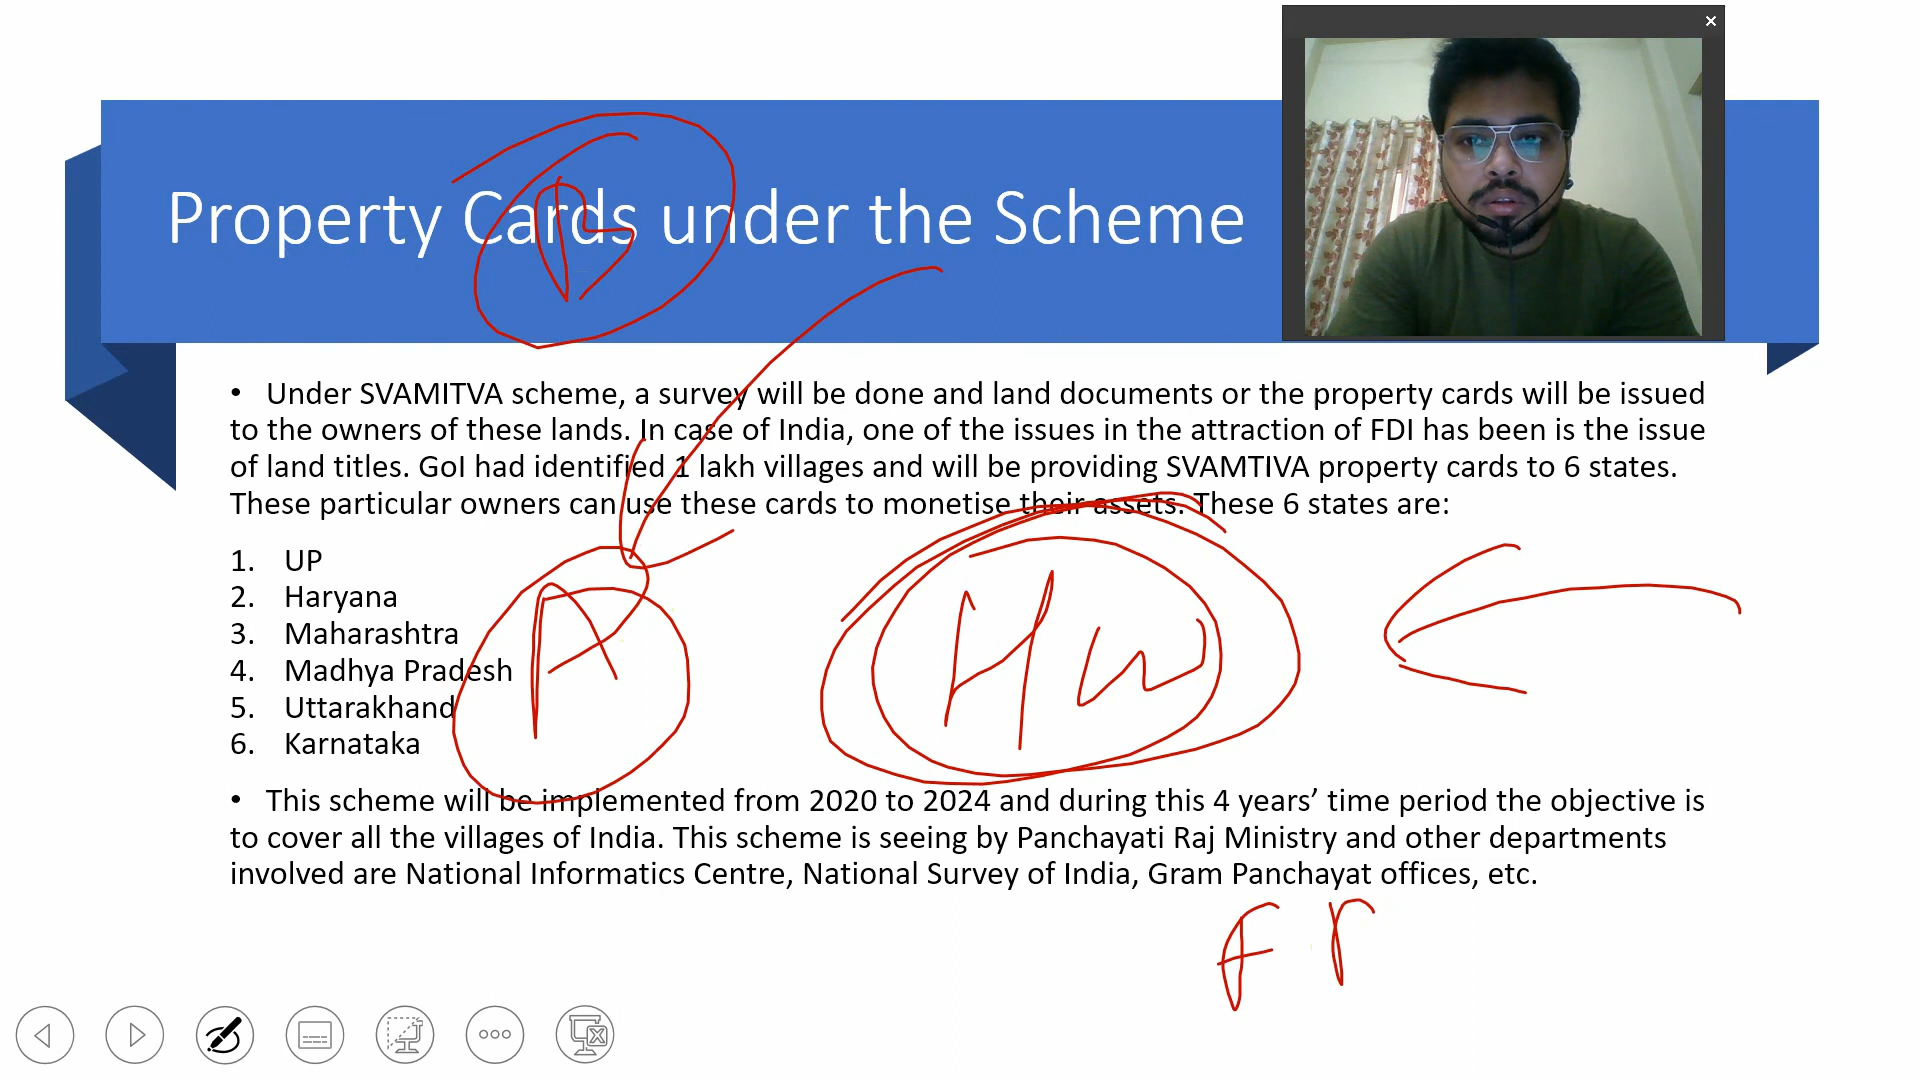 Property Cards under the Scheme
B
• Under SVAMITVA scheme, a survey will be done and land documents or the property cards will be issued
to the owners of these lands. In case of India, one of the issues in the attraction of FDI has been is the issue
of land titles. GoI had identified 1 lakh villages and will be providing SVAMTIVA property cards to 6 states.
These particular owners can use these cards to monetise their assets. These 6 states are:
1. UP
2. Haryana
3. Maharashtra
4. Madhya Pradesh
5. Uttarakhand
6. Karnataka
A
HW
• This scheme will be implemented from 2020 to 2024 and during this 4 years’ time period the objective is
to cover all the villages of India. This scheme is seeing by Panchayati Raj Ministry and other departments
involved are National Informatics Centre, National Survey of India, Gram Panchayat offices, etc.